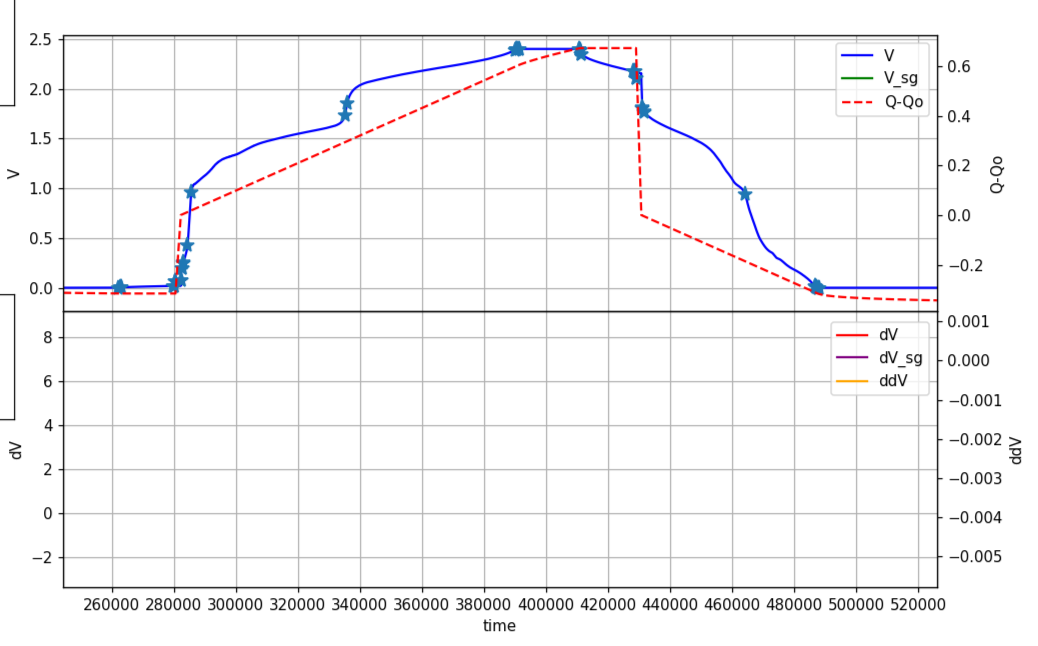 2.5
2.0
1.5
1.0
0.5
0.0
V
0.6
0.4
0.2
0.0
−0.2
Q-Qo
V
V_sg
Q-Qo
8
6
4
2
0
−2
dV
0.001
0.000
−0.001
−0.002
−0.003
−0.004
−0.005
ddV
dV
dV_sg
ddV
260000 280000 300000 320000 340000 360000 380000 400000 420000 440000 460000 480000 500000 520000
time